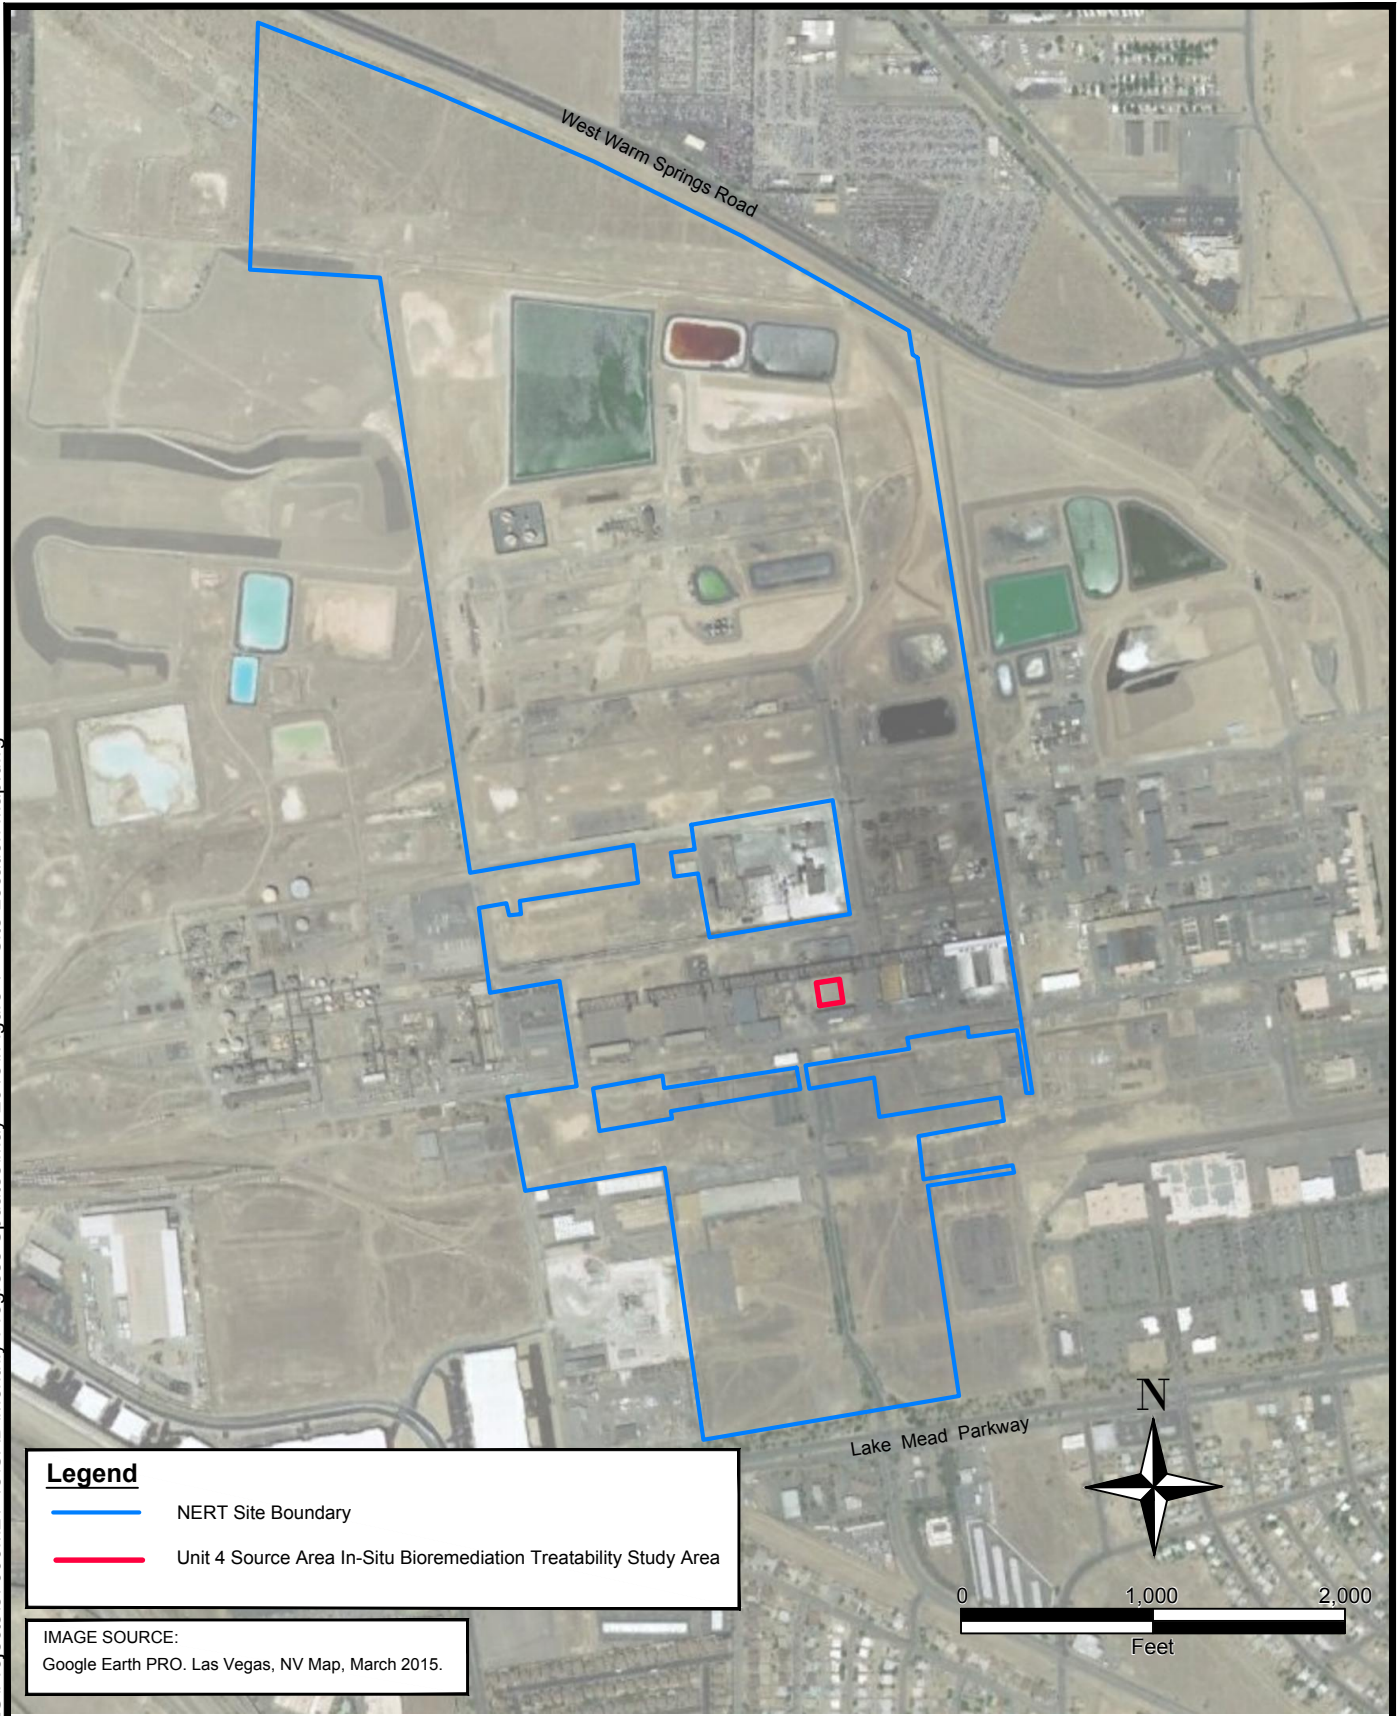 West Warm Springs Road
Lake Mead Parkway
N
Legend
NERT Site Boundary
Unit 4 Source Area In-Situ Bioremediation Treatability Study Area
0 1,000 2,000
Feet
IMAGE SOURCE:
Google Earth PRO. Las Vegas, NV Map, March 2015.